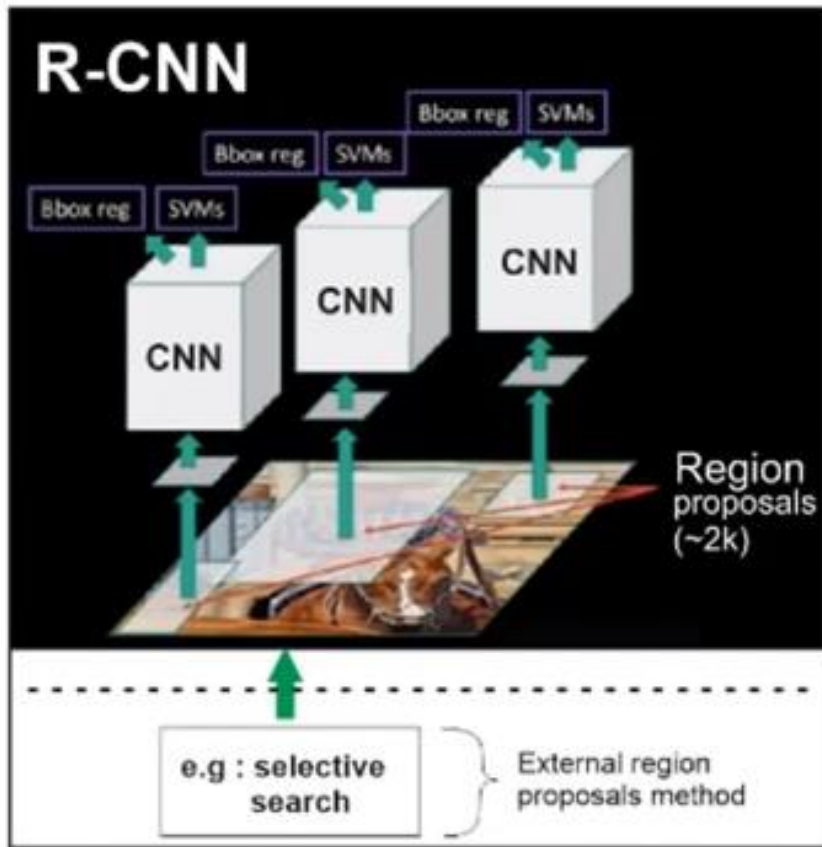 R-CNN
Bbox reg
SVMs
Bbox reg
SVMs
Bbox reg
SVMs
CNN
CNN
CNN
Region
proposals
(~2k)
e.g : selective
search
External region
proposals method